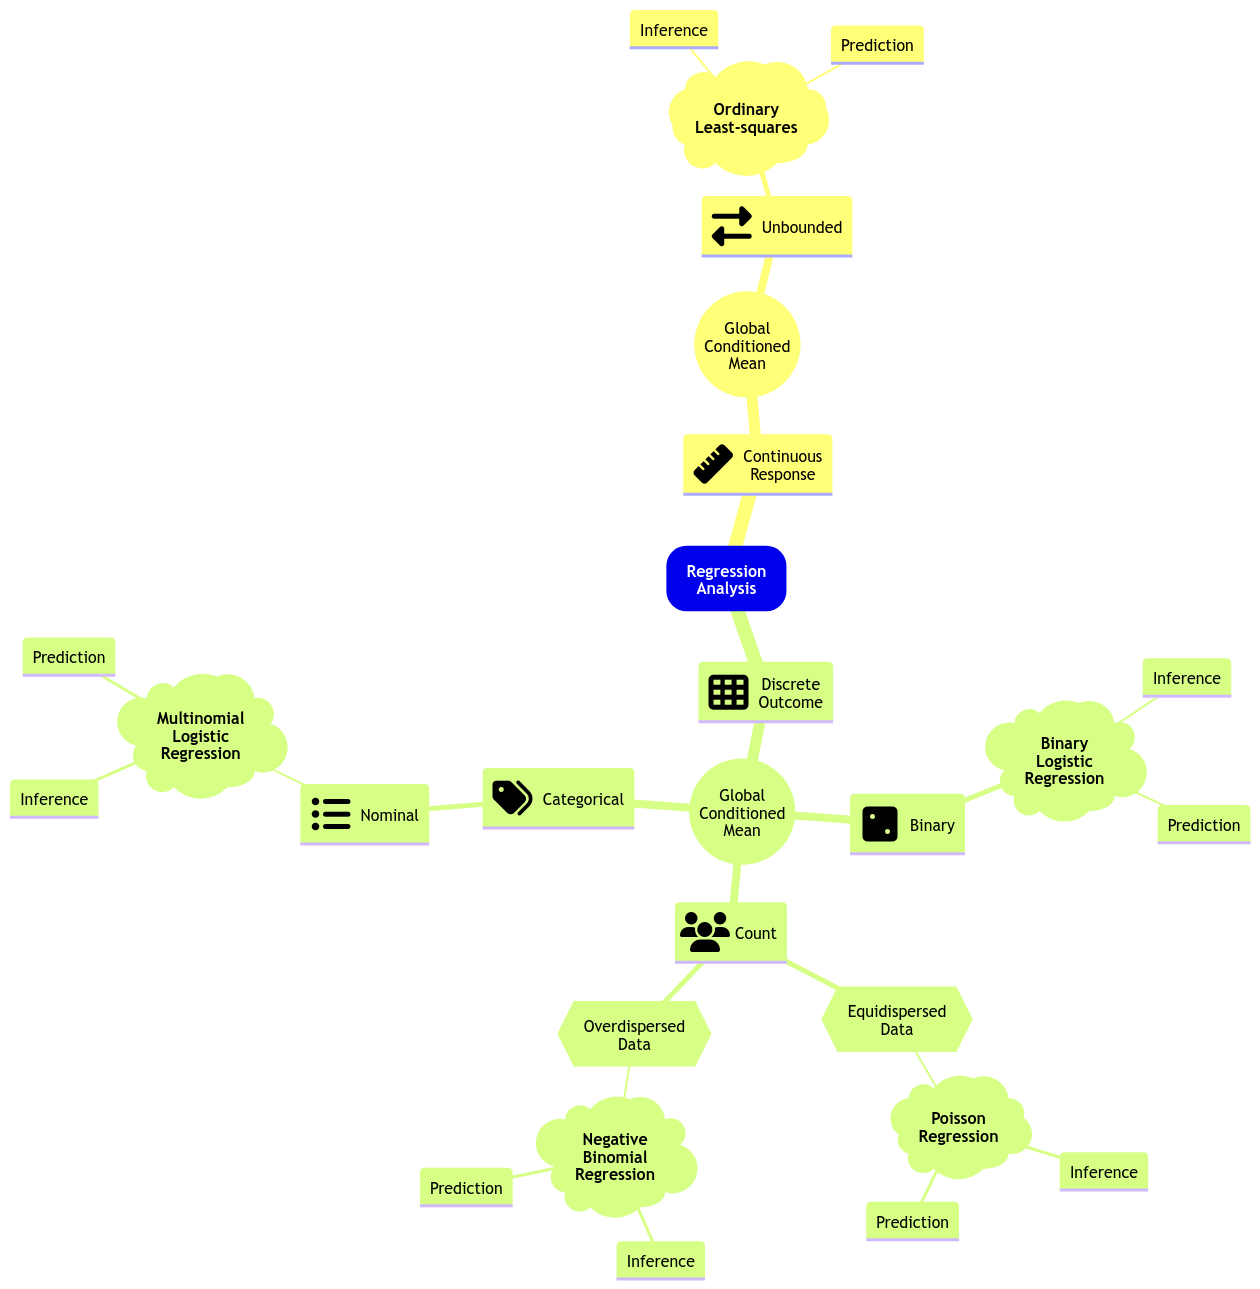 Inference
Prediction
Ordinary
Least-squares
Unbounded
Global
Conditioned
Mean
Continuous
Response
Regression
Analysis
Discrete
Outcome
Global
Conditioned
Mean
Categorical
Nominal
Multinomial
Logistic
Regression
Prediction
Inference
Binary
Binary
Logistic
Regression
Inference
Prediction
Count
Overdispersed
Data
Negative
Binomial
Regression
Prediction
Inference
Equidispersed
Data
Poisson
Regression
Inference
Prediction